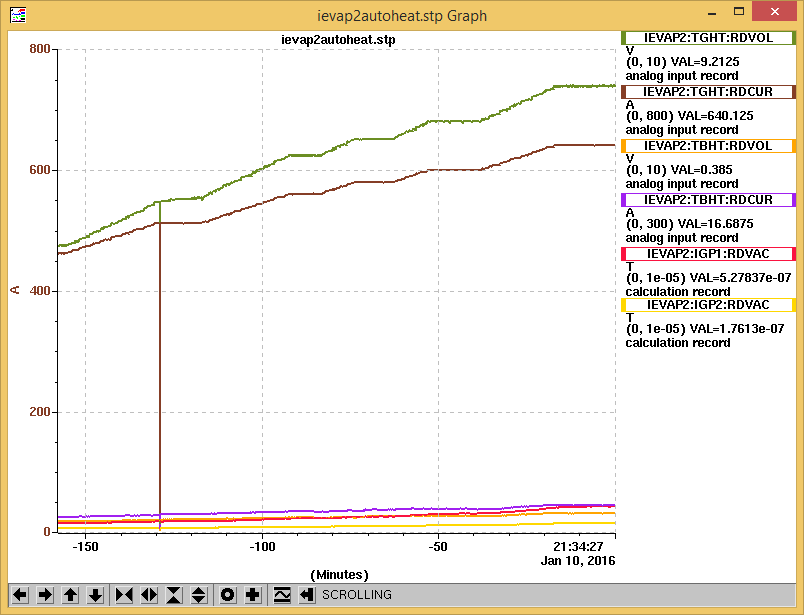 ievap2autoheat.stp Graph
ievap2autoheat.stp
800
600
400
200
0
A
-150
-100
-50
21:34:27
Jan 10, 2016
(Minutes)
IEVAP2:TGHT:RDVOL
V
(0, 10) VAL=9.2125
analog input record
IEVAP2:TGHT:RDCUR
A
(0, 800) VAL=640.125
analog input record
IEVAP2:TBHT:RDVOL
V
(0, 10) VAL=0.385
analog input record
IEVAP2:TBHT:RDCUR
A
(0, 300) VAL=16.6875
analog input record
IEVAP2:IGP1:RDVAC
T
(0, 1e-05) VAL=5.27837e-07
calculation record
IEVAP2:IGP2:RDVAC
T
(0, 1e-05) VAL=1.7613e-07
calculation record
SCROLLING